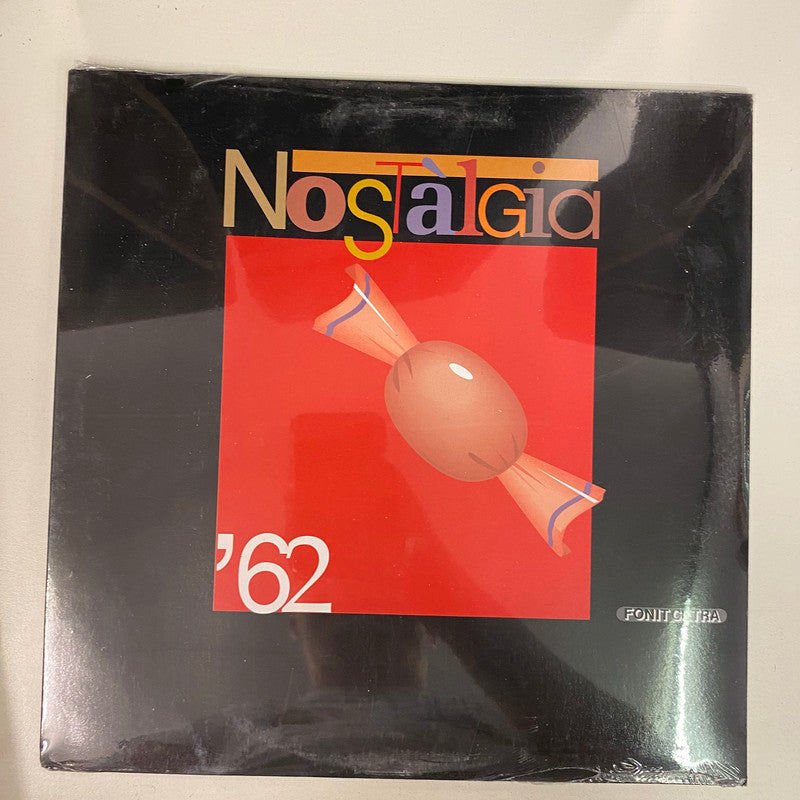 Nostàlgia
'62
FONIT CETRA